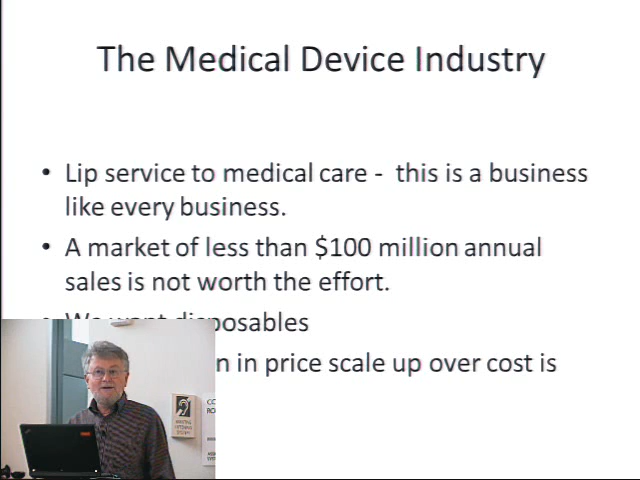 The Medical Device Industry
• Lip service to medical care - this is a business
like every business.
• A market of less than $100 million annual
sales is not worth the effort.
• We want disposables
n in price scale up over cost is